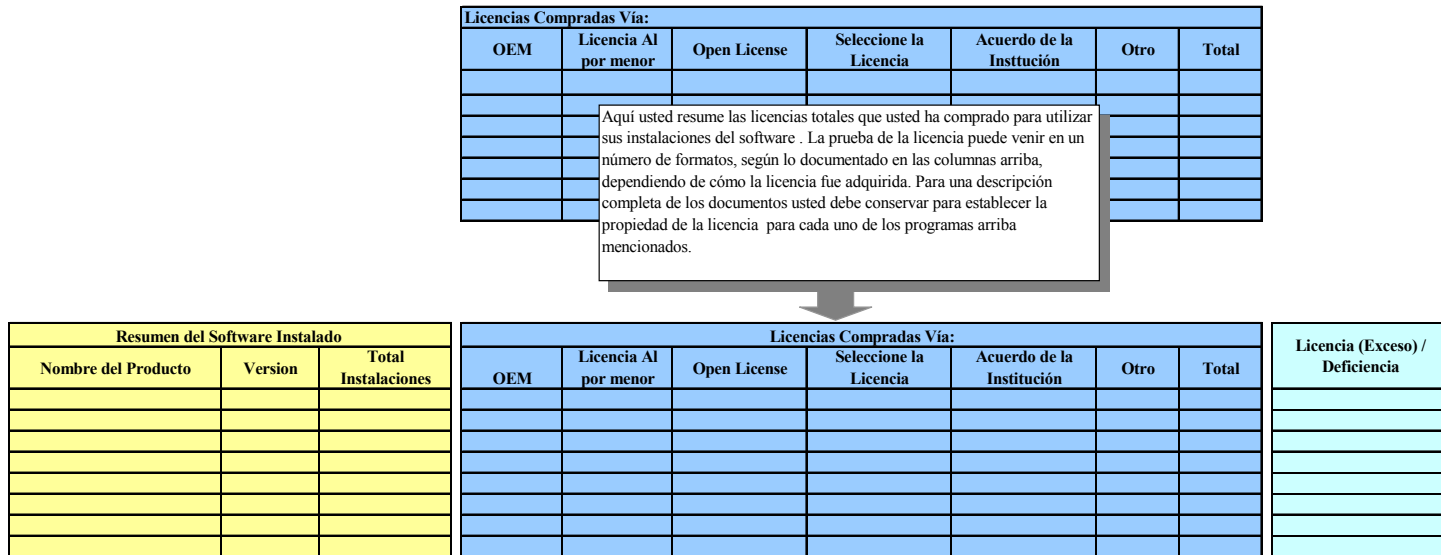 Licencias Compradas Vía:
OEM Licencia Al por menor Open License Seleccione la Licencia Acuerdo de la Insttución Otro Total
Aquí usted resume las licencias totales que usted ha comprado para utilizar
sus instalaciones del software . La prueba de la licencia puede venir en un
número de formatos, según lo documentado en las columnas arriba,
dependiendo de cómo la licencia fue adquirida. Para una descripción
completa de los documentos usted debe conservar para establecer la
propiedad de la licencia para cada uno de los programas arriba
mencionados.
Resumen del Software Instalado
Nombre del Producto Version Total Instalaciones
Licencias Compradas Vía:
OEM Licencia Al por menor Open License Seleccione la Licencia Acuerdo de la Institución Otro Total
Licencia (Exceso) /
Deficiencia